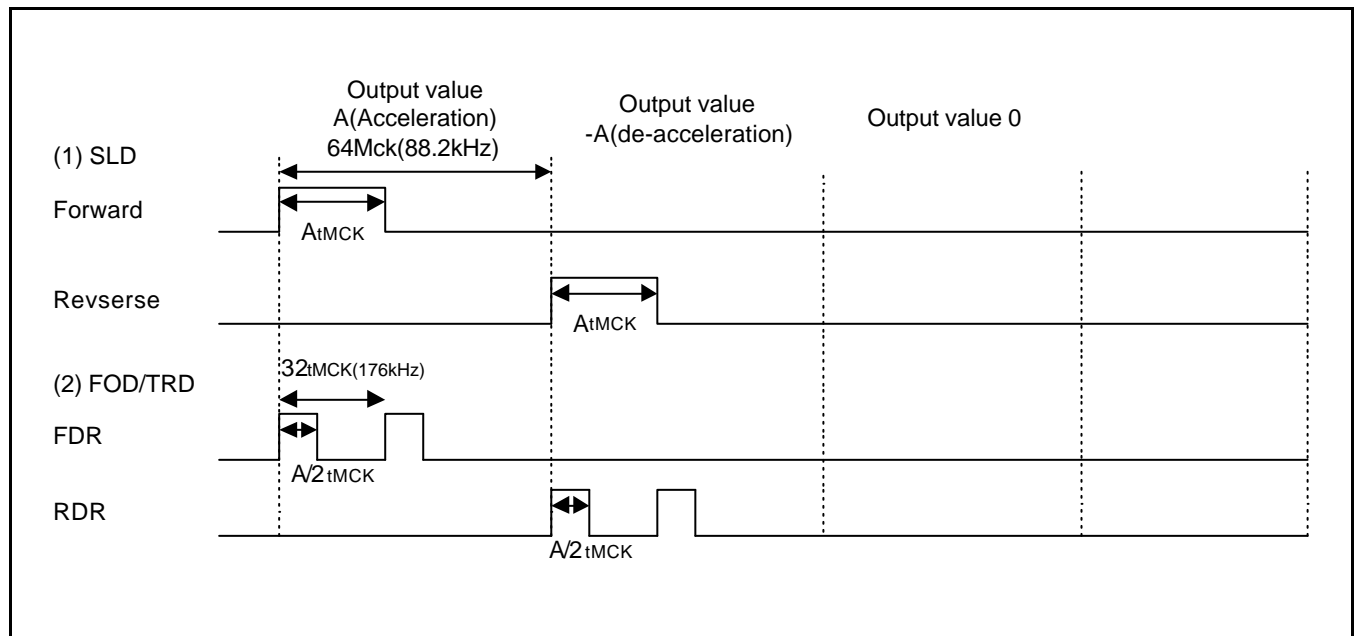 Output value
A(Acceleration)
64Mck(88.2kHz)
Output value
-A(de-acceleration)
Output value 0
(1) SLD
Forward
AtMCK
Revserse
AtMCK
(2) FOD/TRD
32tMCK(176kHz)
FDR
A/2 tMCK
RDR
A/2 tMCK